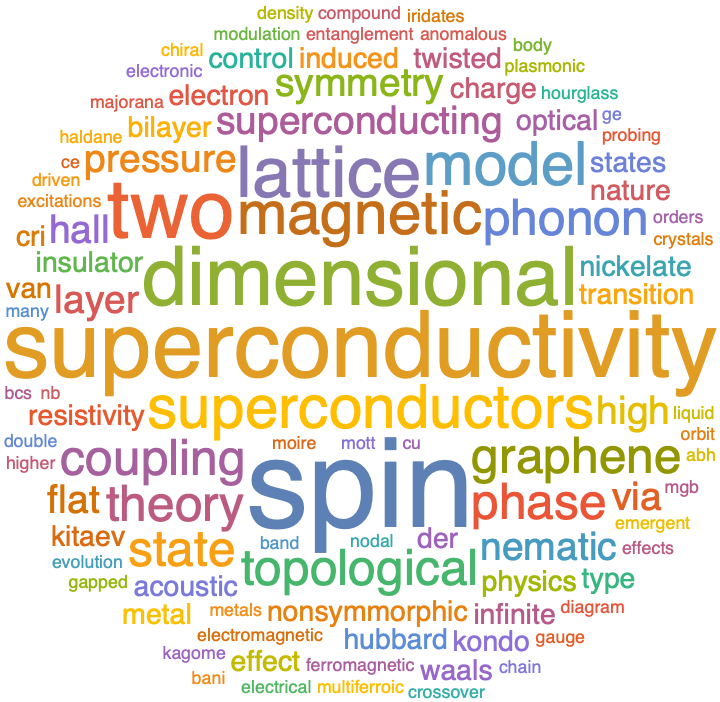 density compound iridates
modulation entanglement anomalous
chiral control induced twisted body
electronic symmetry plasmonic
majorana electron charge hourglass
haldane bilayer superconducting optical ge
probing
ce pressure lattice model states
driven nature
excitations two magnetic phonon orders
cri hall crystals
insulator dimensional nickelate
van layer transition
many
superconductivity
bcs nb superconductors high liquid
resistivity orbit
double coupling moire mott cu graphene abh
higher spin mgb
flat theory phase via
emergent
kitaev state band nodal der nematic effects
evolution topological
gapped acoustic physics type
metal metals nonsymmorphic infinite diagram
electromagnetic hubbard kondo gauge
kagome effect ferromagnetic waals chain
bani electrical multiferroic crossover